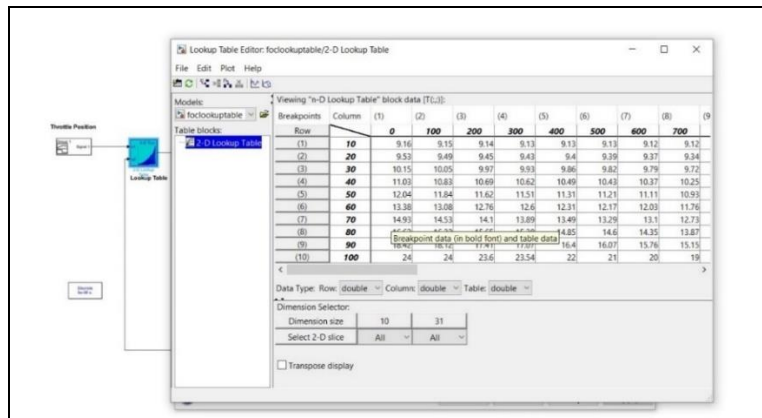 Lookup Table Editor: foclookuptable/2-D Lookup Table
File Edit Plot Help
Models:
foclookuptable
Table blocks:
2-D Lookup Table
Viewing "n-D Lookup Table" block data [T(:,:)]:
Breakpoints Column (1) (2) (3) (4) (5) (6) (7) (8) (9
Row 0 100 200 300 400 500 600 700
(1) 10 9.16 9.15 9.14 9.13 9.13 9.13 9.12 9.12
(2) 20 9.53 9.49 9.45 9.43 9.4 9.39 9.37 9.34
(3) 30 10.15 10.05 9.97 9.93 9.86 9.82 9.79 9.72
(4) 40 11.03 10.83 10.69 10.62 10.49 10.43 10.37 10.25
(5) 50 12.04 11.84 11.62 11.51 11.31 11.21 11.11 10.93
(6) 60 13.38 13.08 12.76 12.6 12.31 12.17 12.03 11.76
(7) 70 14.93 14.53 14.1 13.89 13.49 13.29 13.1 12.73
(8) 80 14.85 14.6 14.35 13.87
Breakpoint data (in bold font) and table data
(9) 90 16.4 16.07 15.76 15.15
(10) 100 24 24 23.6 23.54 22 21 20 19
Data Type: Row: double Column: double Table: double
Dimension Selector:
Dimension size 10 31
Select 2-D slice All All
Transpose display
Throttle Position
Lookup Table